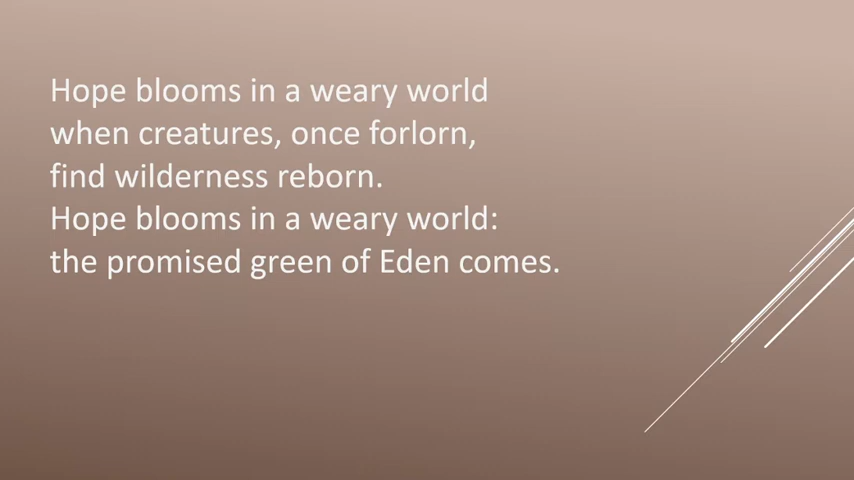 Hope blooms in a weary world
when creatures, once forlorn,
find wilderness reborn.
Hope blooms in a weary world:
the promised green of Eden comes.